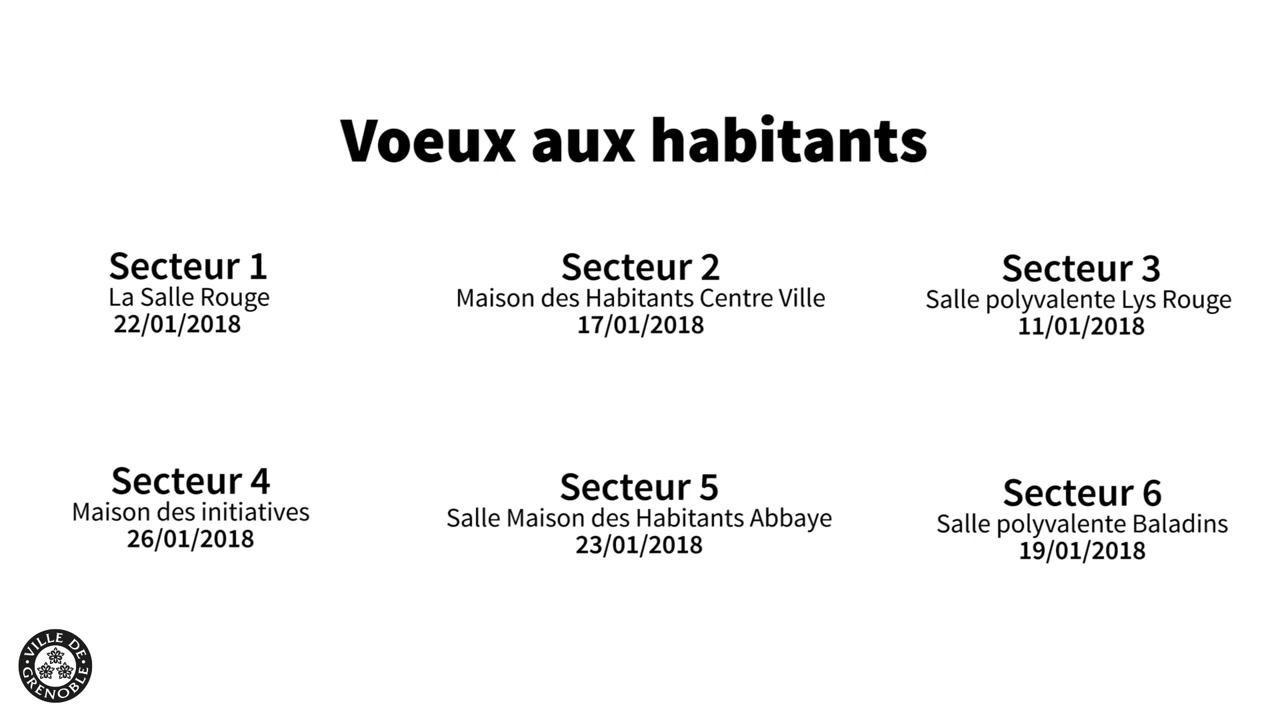 Voeux aux habitants
Secteur 1
La Salle Rouge
22/01/2018
Secteur 2
Maison des Habitants Centre Ville
17/01/2018
Secteur 3
Salle polyvalente Lys Rouge
11/01/2018
Secteur 4
Maison des initiatives
26/01/2018
Secteur 5
Salle Maison des Habitants Abbaye
23/01/2018
Secteur 6
Salle polyvalente Baladins
19/01/2018
VILLE DE
GRENOBLE